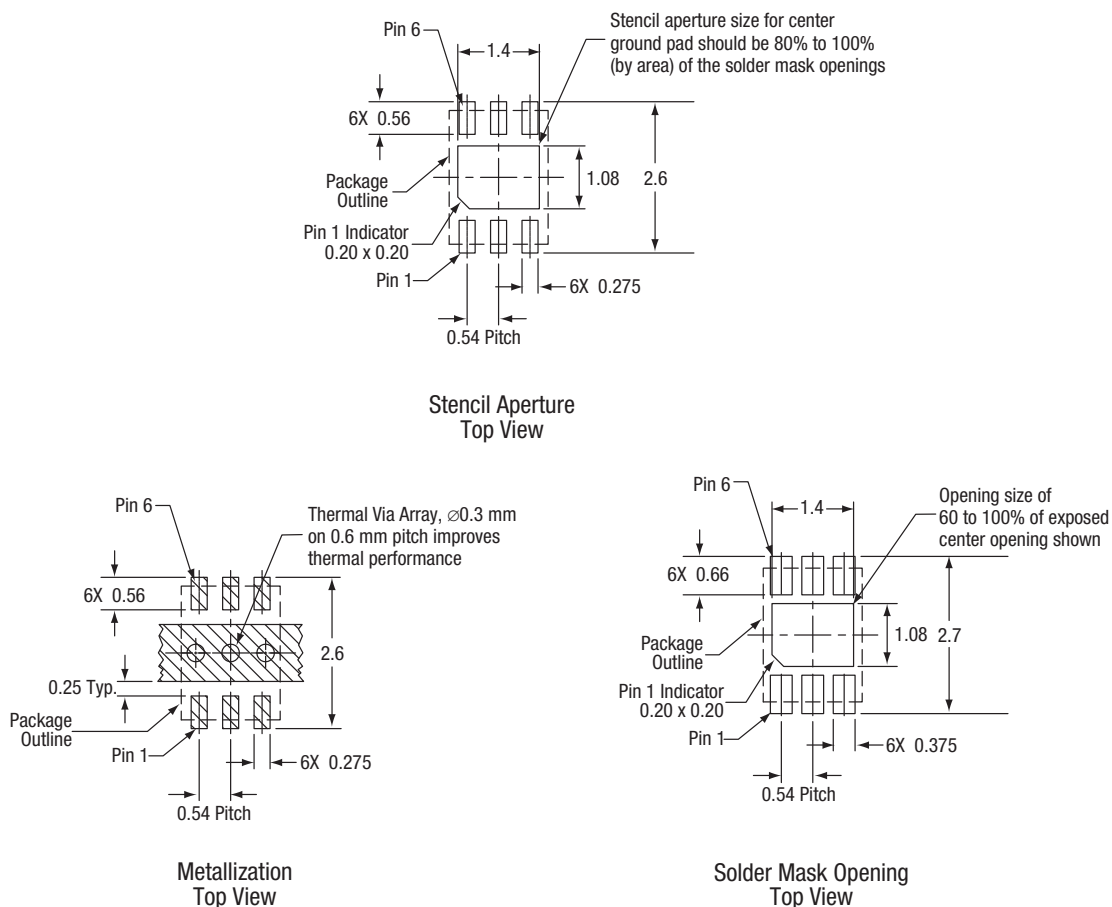 Pin 6
1.4
Stencil aperture size for center
ground pad should be 80% to 100%
(by area) of the solder mask openings
6X 0.56
Package
Outline
1.08
2.6
Pin 1 Indicator
0.20 x 0.20
Pin 1
6X 0.275
0.54 Pitch
Stencil Aperture
Top View
Pin 6
Thermal Via Array, ⌀0.3 mm
on 0.6 mm pitch improves
thermal performance
6X 0.56
2.6
0.25 Typ.
Package
Outline
Pin 1
6X 0.275
0.54 Pitch
Metallization
Top View
Pin 6
1.4
Opening size of
60 to 100% of exposed
center opening shown
6X 0.66
Package
Outline
1.08
2.7
Pin 1 Indicator
0.20 x 0.20
Pin 1
6X 0.375
0.54 Pitch
Solder Mask Opening
Top View